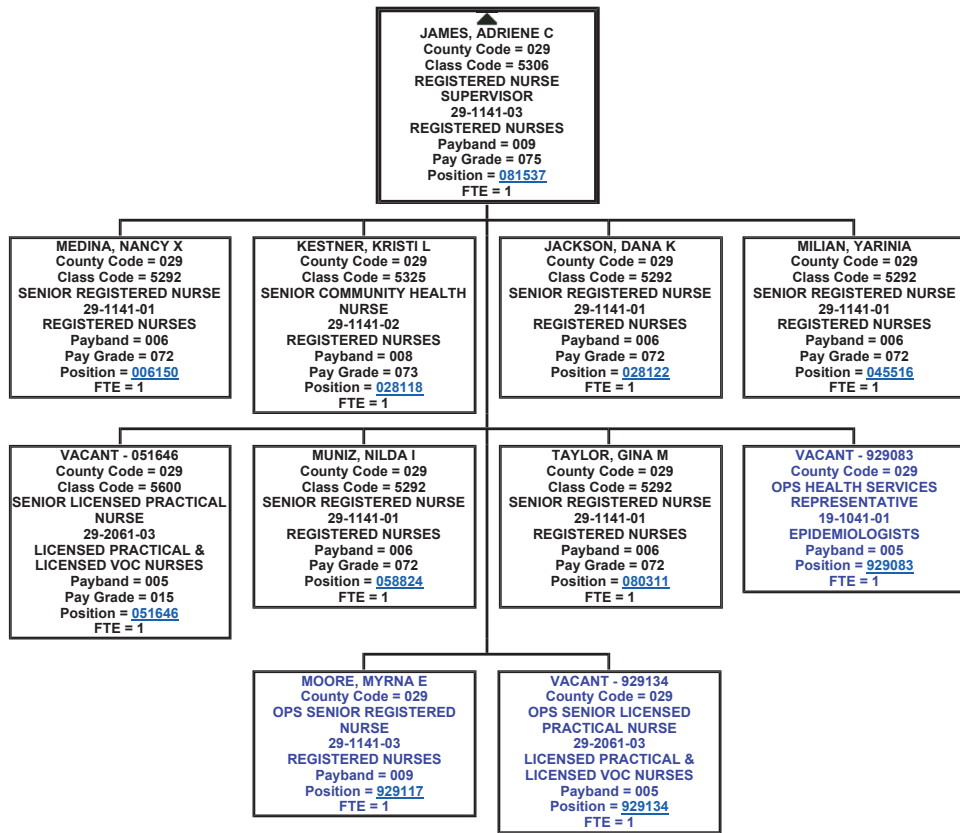 JAMES, ADRIENE C
County Code = 029
Class Code = 5306
REGISTERED NURSE
SUPERVISOR
29-1141-03
REGISTERED NURSES
Payband = 009
Pay Grade = 075
Position = 081537
FTE = 1
MEDINA, NANCY X
County Code = 029
Class Code = 5292
SENIOR REGISTERED NURSE
29-1141-01
REGISTERED NURSES
Payband = 006
Pay Grade = 072
Position = 006150
FTE = 1
KESTNER, KRISTI L
County Code = 029
Class Code = 5325
SENIOR COMMUNITY HEALTH
NURSE
29-1141-02
REGISTERED NURSES
Payband = 008
Pay Grade = 073
Position = 028118
FTE = 1
JACKSON, DANA K
County Code = 029
Class Code = 5292
SENIOR REGISTERED NURSE
29-1141-01
REGISTERED NURSES
Payband = 006
Pay Grade = 072
Position = 028122
FTE = 1
MILIAN, YARINIA
County Code = 029
Class Code = 5292
SENIOR REGISTERED NURSE
29-1141-01
REGISTERED NURSES
Payband = 006
Pay Grade = 072
Position = 045516
FTE = 1
VACANT - 051646
County Code = 029
Class Code = 5600
SENIOR LICENSED PRACTICAL
NURSE
29-2061-03
LICENSED PRACTICAL &
LICENSED VOC NURSES
Payband = 005
Pay Grade = 015
Position = 051646
FTE = 1
MUNIZ, NILDA I
County Code = 029
Class Code = 5292
SENIOR REGISTERED NURSE
29-1141-01
REGISTERED NURSES
Payband = 006
Pay Grade = 072
Position = 058824
FTE = 1
TAYLOR, GINA M
County Code = 029
Class Code = 5292
SENIOR REGISTERED NURSE
29-1141-01
REGISTERED NURSES
Payband = 006
Pay Grade = 072
Position = 080311
FTE = 1
VACANT - 929083
County Code = 029
OPS HEALTH SERVICES
REPRESENTATIVE
19-1041-01
EPIDEMIOLOGISTS
Payband = 005
Position = 929083
FTE = 1
MOORE, MYRNA E
County Code = 029
OPS SENIOR REGISTERED
NURSE
29-1141-03
REGISTERED NURSES
Payband = 009
Position = 929117
FTE = 1
VACANT - 929134
County Code = 029
OPS SENIOR LICENSED
PRACTICAL NURSE
29-2061-03
LICENSED PRACTICAL &
LICENSED VOC NURSES
Payband = 005
Position = 929134
FTE = 1